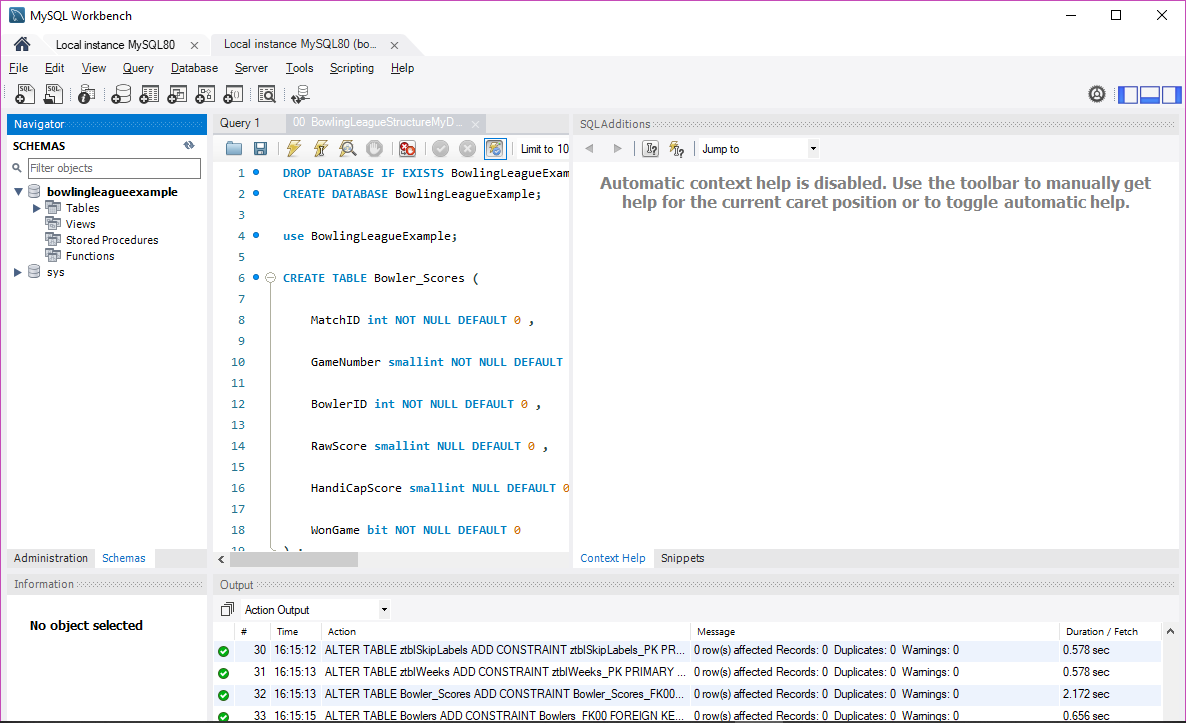 MySQL Workbench
Local instance MySQL80
Local instance MySQL80 (bo...
File Edit View Query Database Server Tools Scripting Help
Navigator
SCHEMAS
Filter objects
bowlingleagueexample
Tables
Views
Stored Procedures
Functions
sys
Administration Schemas
Information
No object selected
Query 1
00 BowlingLeagueStructureMyD...
Limit to 10
1 DROP DATABASE IF EXISTS BowlingLeagueExam
2 CREATE DATABASE BowlingLeagueExample;
3
4 use BowlingLeagueExample;
5
6 CREATE TABLE Bowler_Scores (
7
8 MatchID int NOT NULL DEFAULT 0 ,
9
10 GameNumber smallint NOT NULL DEFAULT
11
12 BowlerID int NOT NULL DEFAULT 0 ,
13
14 RawScore smallint NULL DEFAULT 0 ,
15
16 HandiCapScore smallint NULL DEFAULT 0
17
18 WonGame bit NOT NULL DEFAULT 0
19 ) ;
SQLAdditions
Jump to
Automatic context help is disabled. Use the toolbar to manually get
help for the current caret position or to toggle automatic help.
Context Help Snippets
Output
Action Output
# Time Action Message Duration / Fetch
30 16:15:12 ALTER TABLE ztblSkipLabels ADD CONSTRAINT ztblSkipLabels_PK PR... 0 row(s) affected Records: 0 Duplicates: 0 Warnings: 0 0.578 sec
31 16:15:13 ALTER TABLE ztblWeeks ADD CONSTRAINT ztblWeeks_PK PRIMARY ... 0 row(s) affected Records: 0 Duplicates: 0 Warnings: 0 0.578 sec
32 16:15:13 ALTER TABLE Bowler_Scores ADD CONSTRAINT Bowler_Scores_FK00... 0 row(s) affected Records: 0 Duplicates: 0 Warnings: 0 2.172 sec
33 16:15:15 ALTER TABLE Bowlers ADD CONSTRAINT Bowlers_FK00 FOREIGN KE... 0 row(s) affected Records: 0 Duplicates: 0 Warnings: 0 0.656 sec